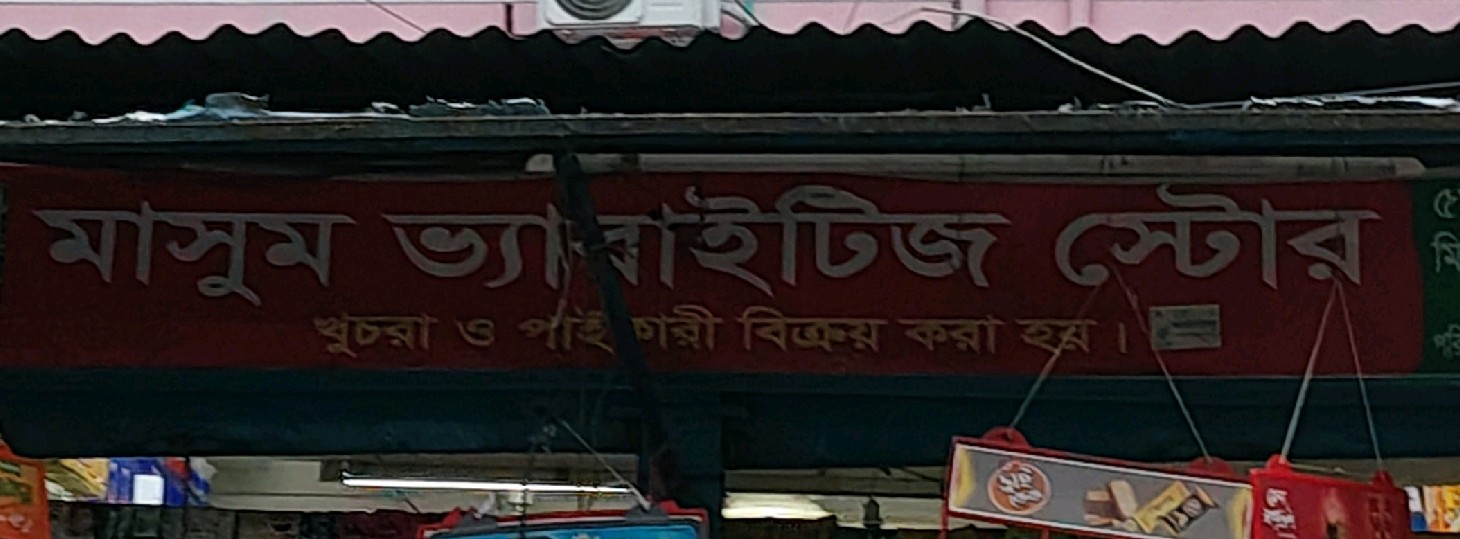 মাসুম ভ্যারাইটিজ স্টোর
খুচরা ও পাইকারী বিক্রয় করা হয়।